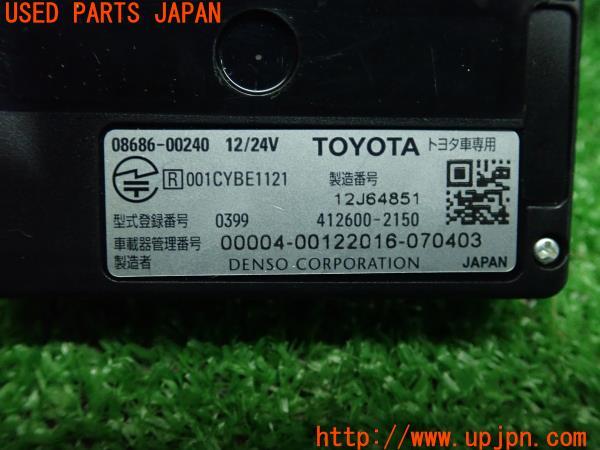 USED PARTS JAPAN
08686-00240 12/24V TOYOTA トヨタ車専用
R 001CYBE1121 製造番号
12J64851
型式登録番号 0399 412600-2150
車載器管理番号 00004-00122016-070403
製造者 DENSO CORPORATION JAPAN
http://www.upjpn.com